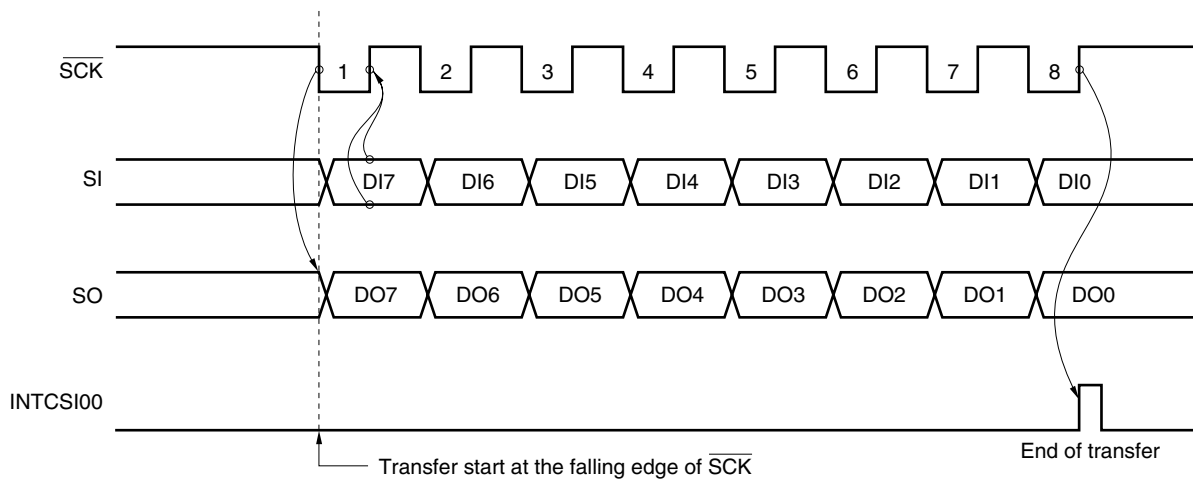 SCK 1 2 3 4 5 6 7 8
SI DI7 DI6 DI5 DI4 DI3 DI2 DI1 DI0
SO DO7 DO6 DO5 DO4 DO3 DO2 DO1 DO0
INTCSI00
End of transfer
Transfer start at the falling edge of SCK